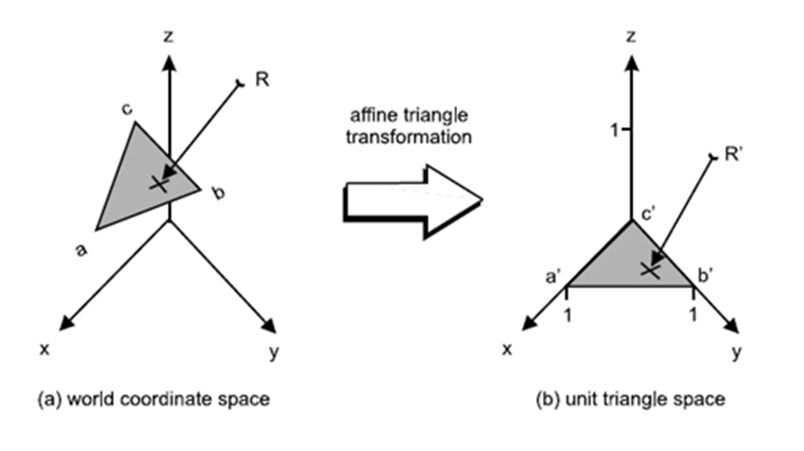 z
R
c
b
a
x
y
(a) world coordinate space
affine triangle
transformation
z
1
R'
c'
a'
b'
1
1
x
y
(b) unit triangle space